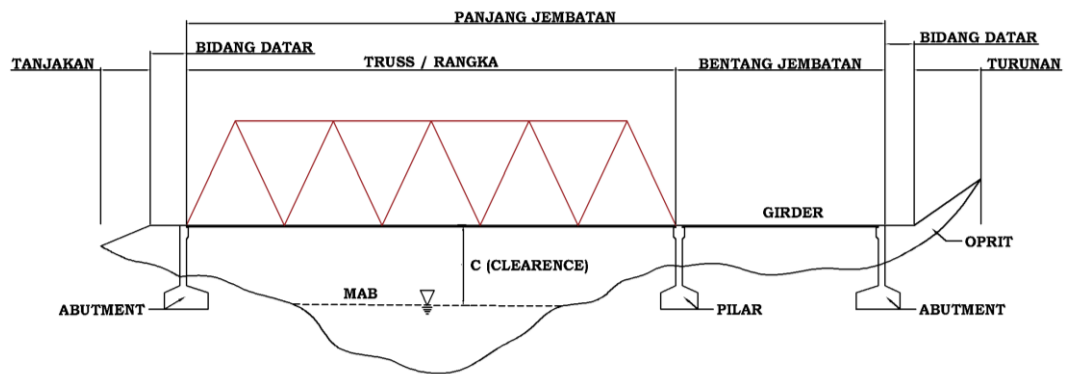 PANJANG JEMBATAN
BIDANG DATAR
BIDANG DATAR
TANJAKAN
TRUSS / RANGKA
BENTANG JEMBATAN
TURUNAN
GIRDER
OPRIT
C (CLEARENCE)
MAB
ABUTMENT
PILAR
ABUTMENT